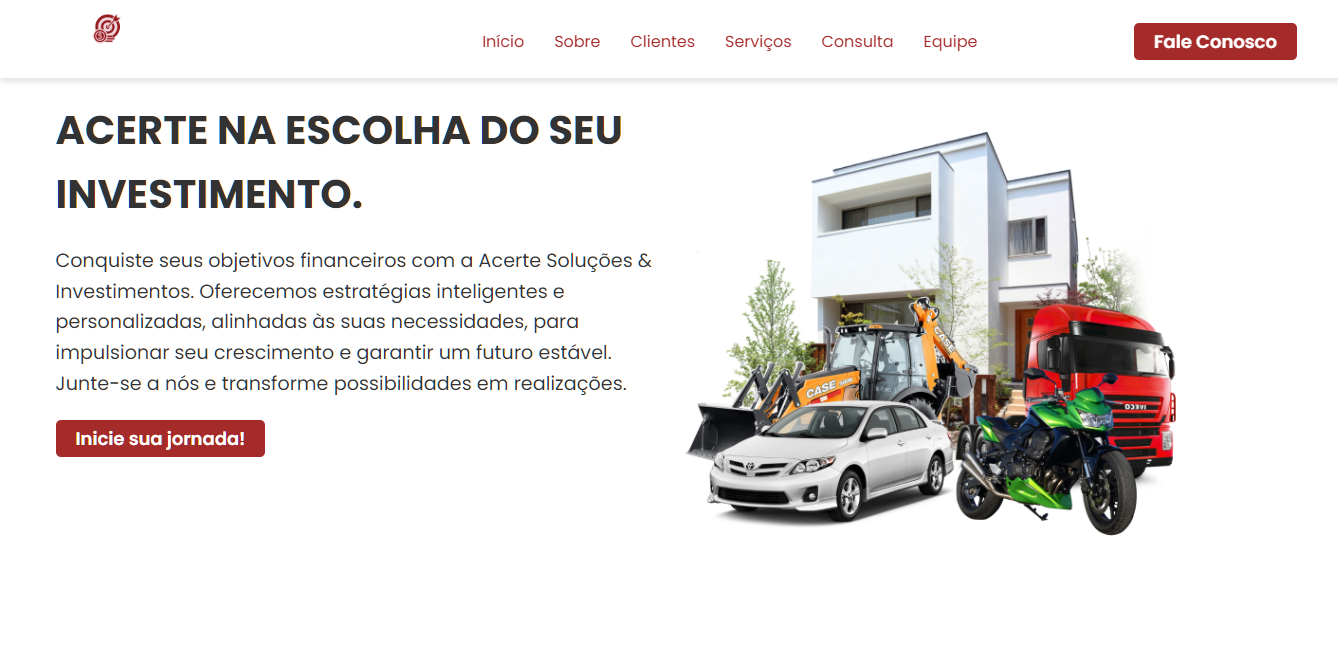 Início Sobre Clientes Serviços Consulta Equipe Fale Conosco
ACERTE NA ESCOLHA DO SEU
INVESTIMENTO.
Conquiste seus objetivos financeiros com a Acerte Soluções &
Investimentos. Oferecemos estratégias inteligentes e
personalizadas, alinhadas às suas necessidades, para
impulsionar seu crescimento e garantir um futuro estável.
Junte-se a nós e transforme possibilidades em realizações.
Inicie sua jornada!
CASE
CASE